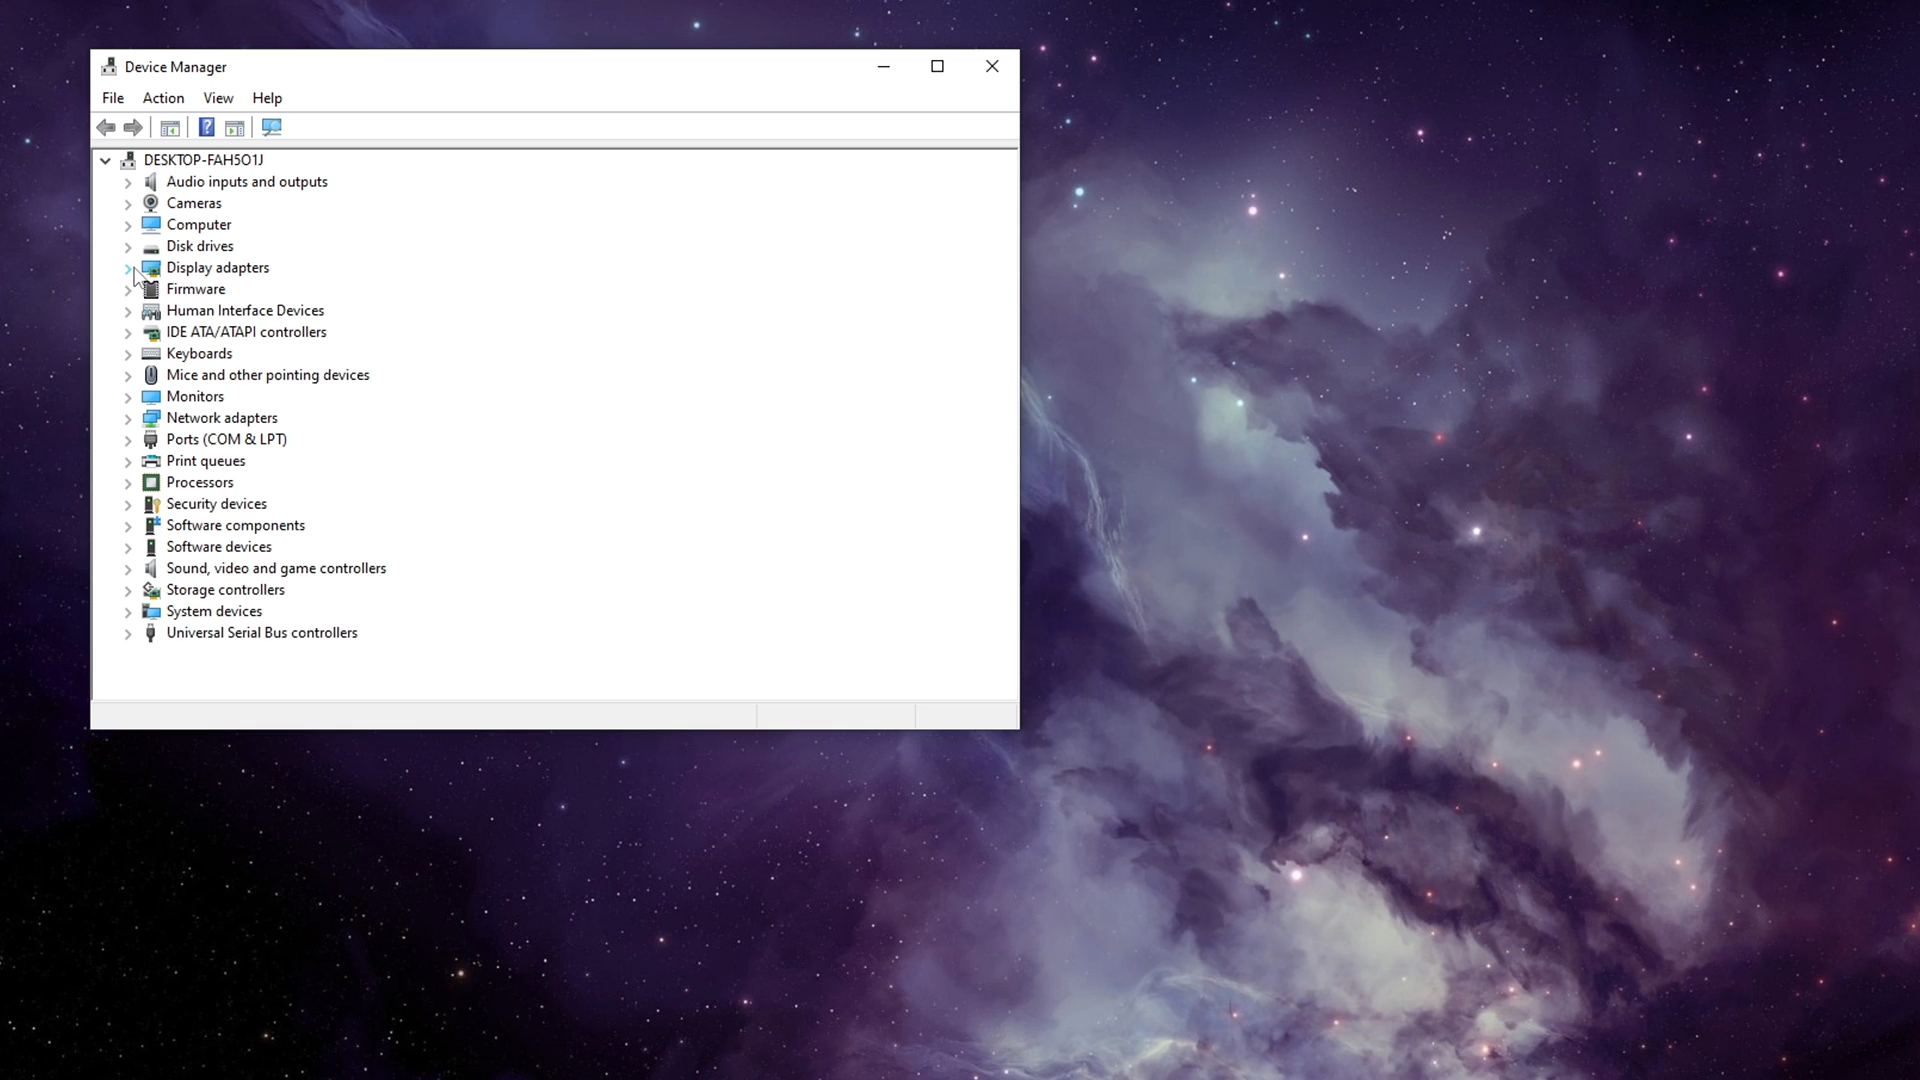 Device Manager
File Action View Help
?
DESKTOP-FAH5O1J
Audio inputs and outputs
Cameras
Computer
Disk drives
Display adapters
Firmware
Human Interface Devices
IDE ATA/ATAPI controllers
Keyboards
Mice and other pointing devices
Monitors
Network adapters
Ports (COM & LPT)
Print queues
Processors
Security devices
Software components
Software devices
Sound, video and game controllers
Storage controllers
System devices
Universal Serial Bus controllers